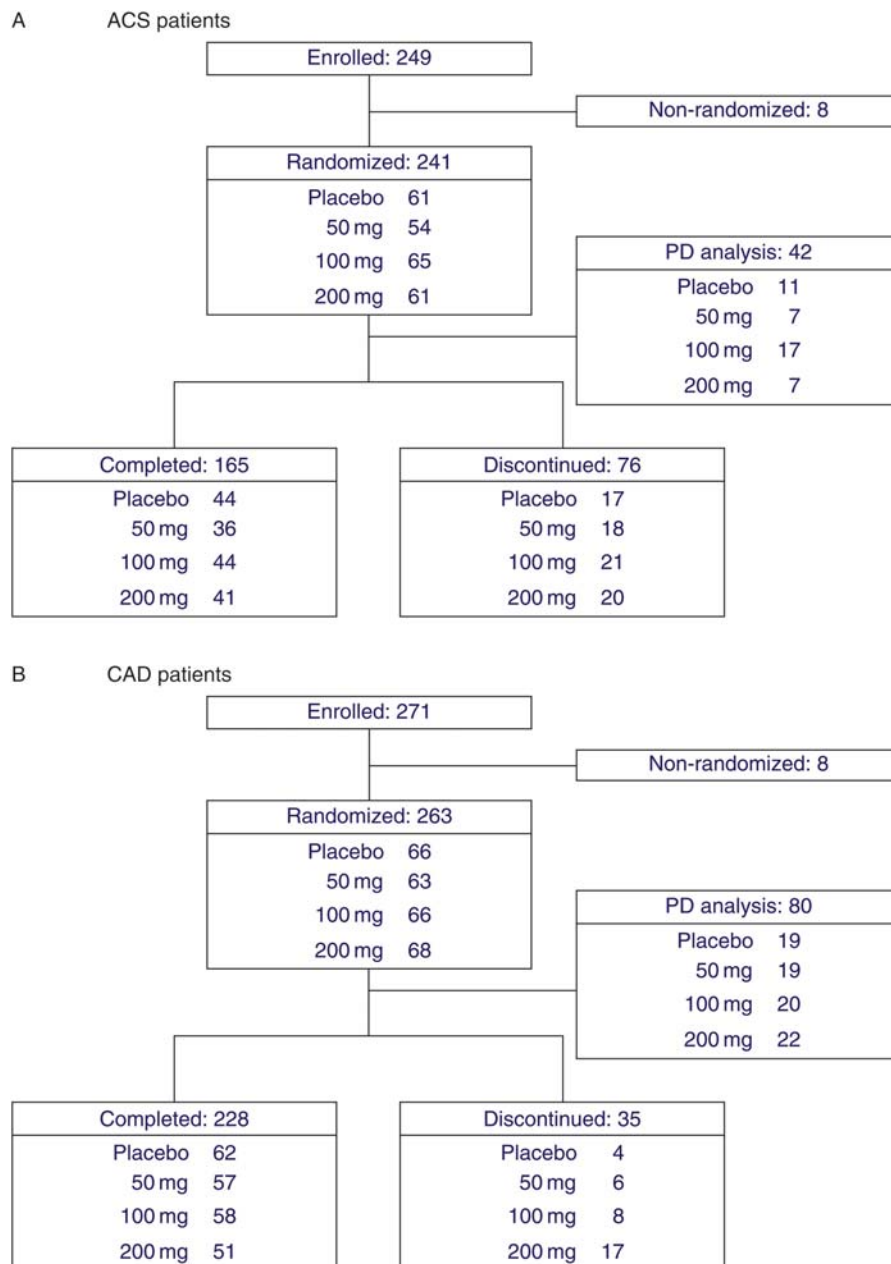 A ACS patients
Enrolled: 249
Non-randomized: 8
Randomized: 241
Placebo 61
50 mg 54
100 mg 65
200 mg 61
PD analysis: 42
Placebo 11
50 mg 7
100 mg 17
200 mg 7
Completed: 165
Placebo 44
50 mg 36
100 mg 44
200 mg 41
Discontinued: 76
Placebo 17
50 mg 18
100 mg 21
200 mg 20
B CAD patients
Enrolled: 271
Non-randomized: 8
Randomized: 263
Placebo 66
50 mg 63
100 mg 66
200 mg 68
PD analysis: 80
Placebo 19
50 mg 19
100 mg 20
200 mg 22
Completed: 228
Placebo 62
50 mg 57
100 mg 58
200 mg 51
Discontinued: 35
Placebo 4
50 mg 6
100 mg 8
200 mg 17